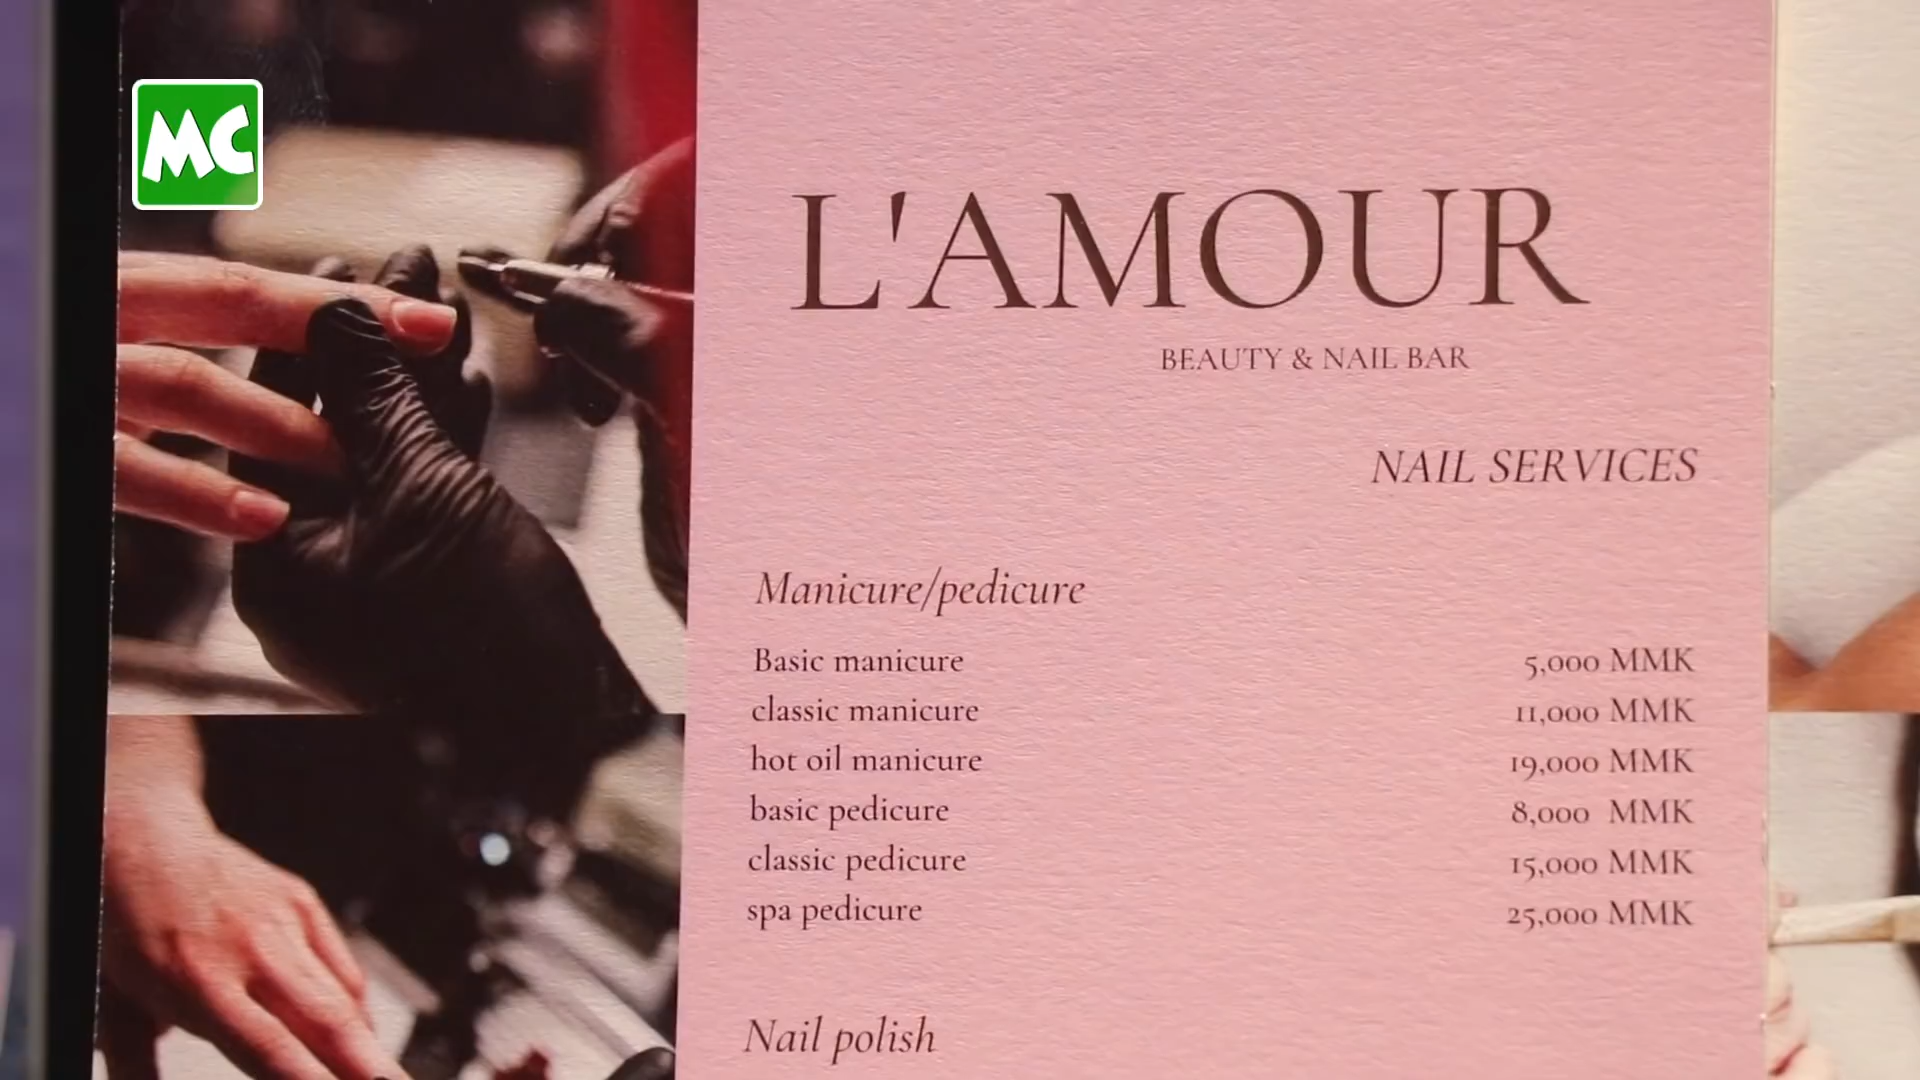 MC
L'AMOUR
BEAUTY & NAIL BAR
NAIL SERVICES
Manicure/pedicure
Basic manicure 5,000 MMK
classic manicure 11,000 MMK
hot oil manicure 19,000 MMK
basic pedicure 8,000 MMK
classic pedicure 15,000 MMK
spa pedicure 25,000 MMK
Nail polish